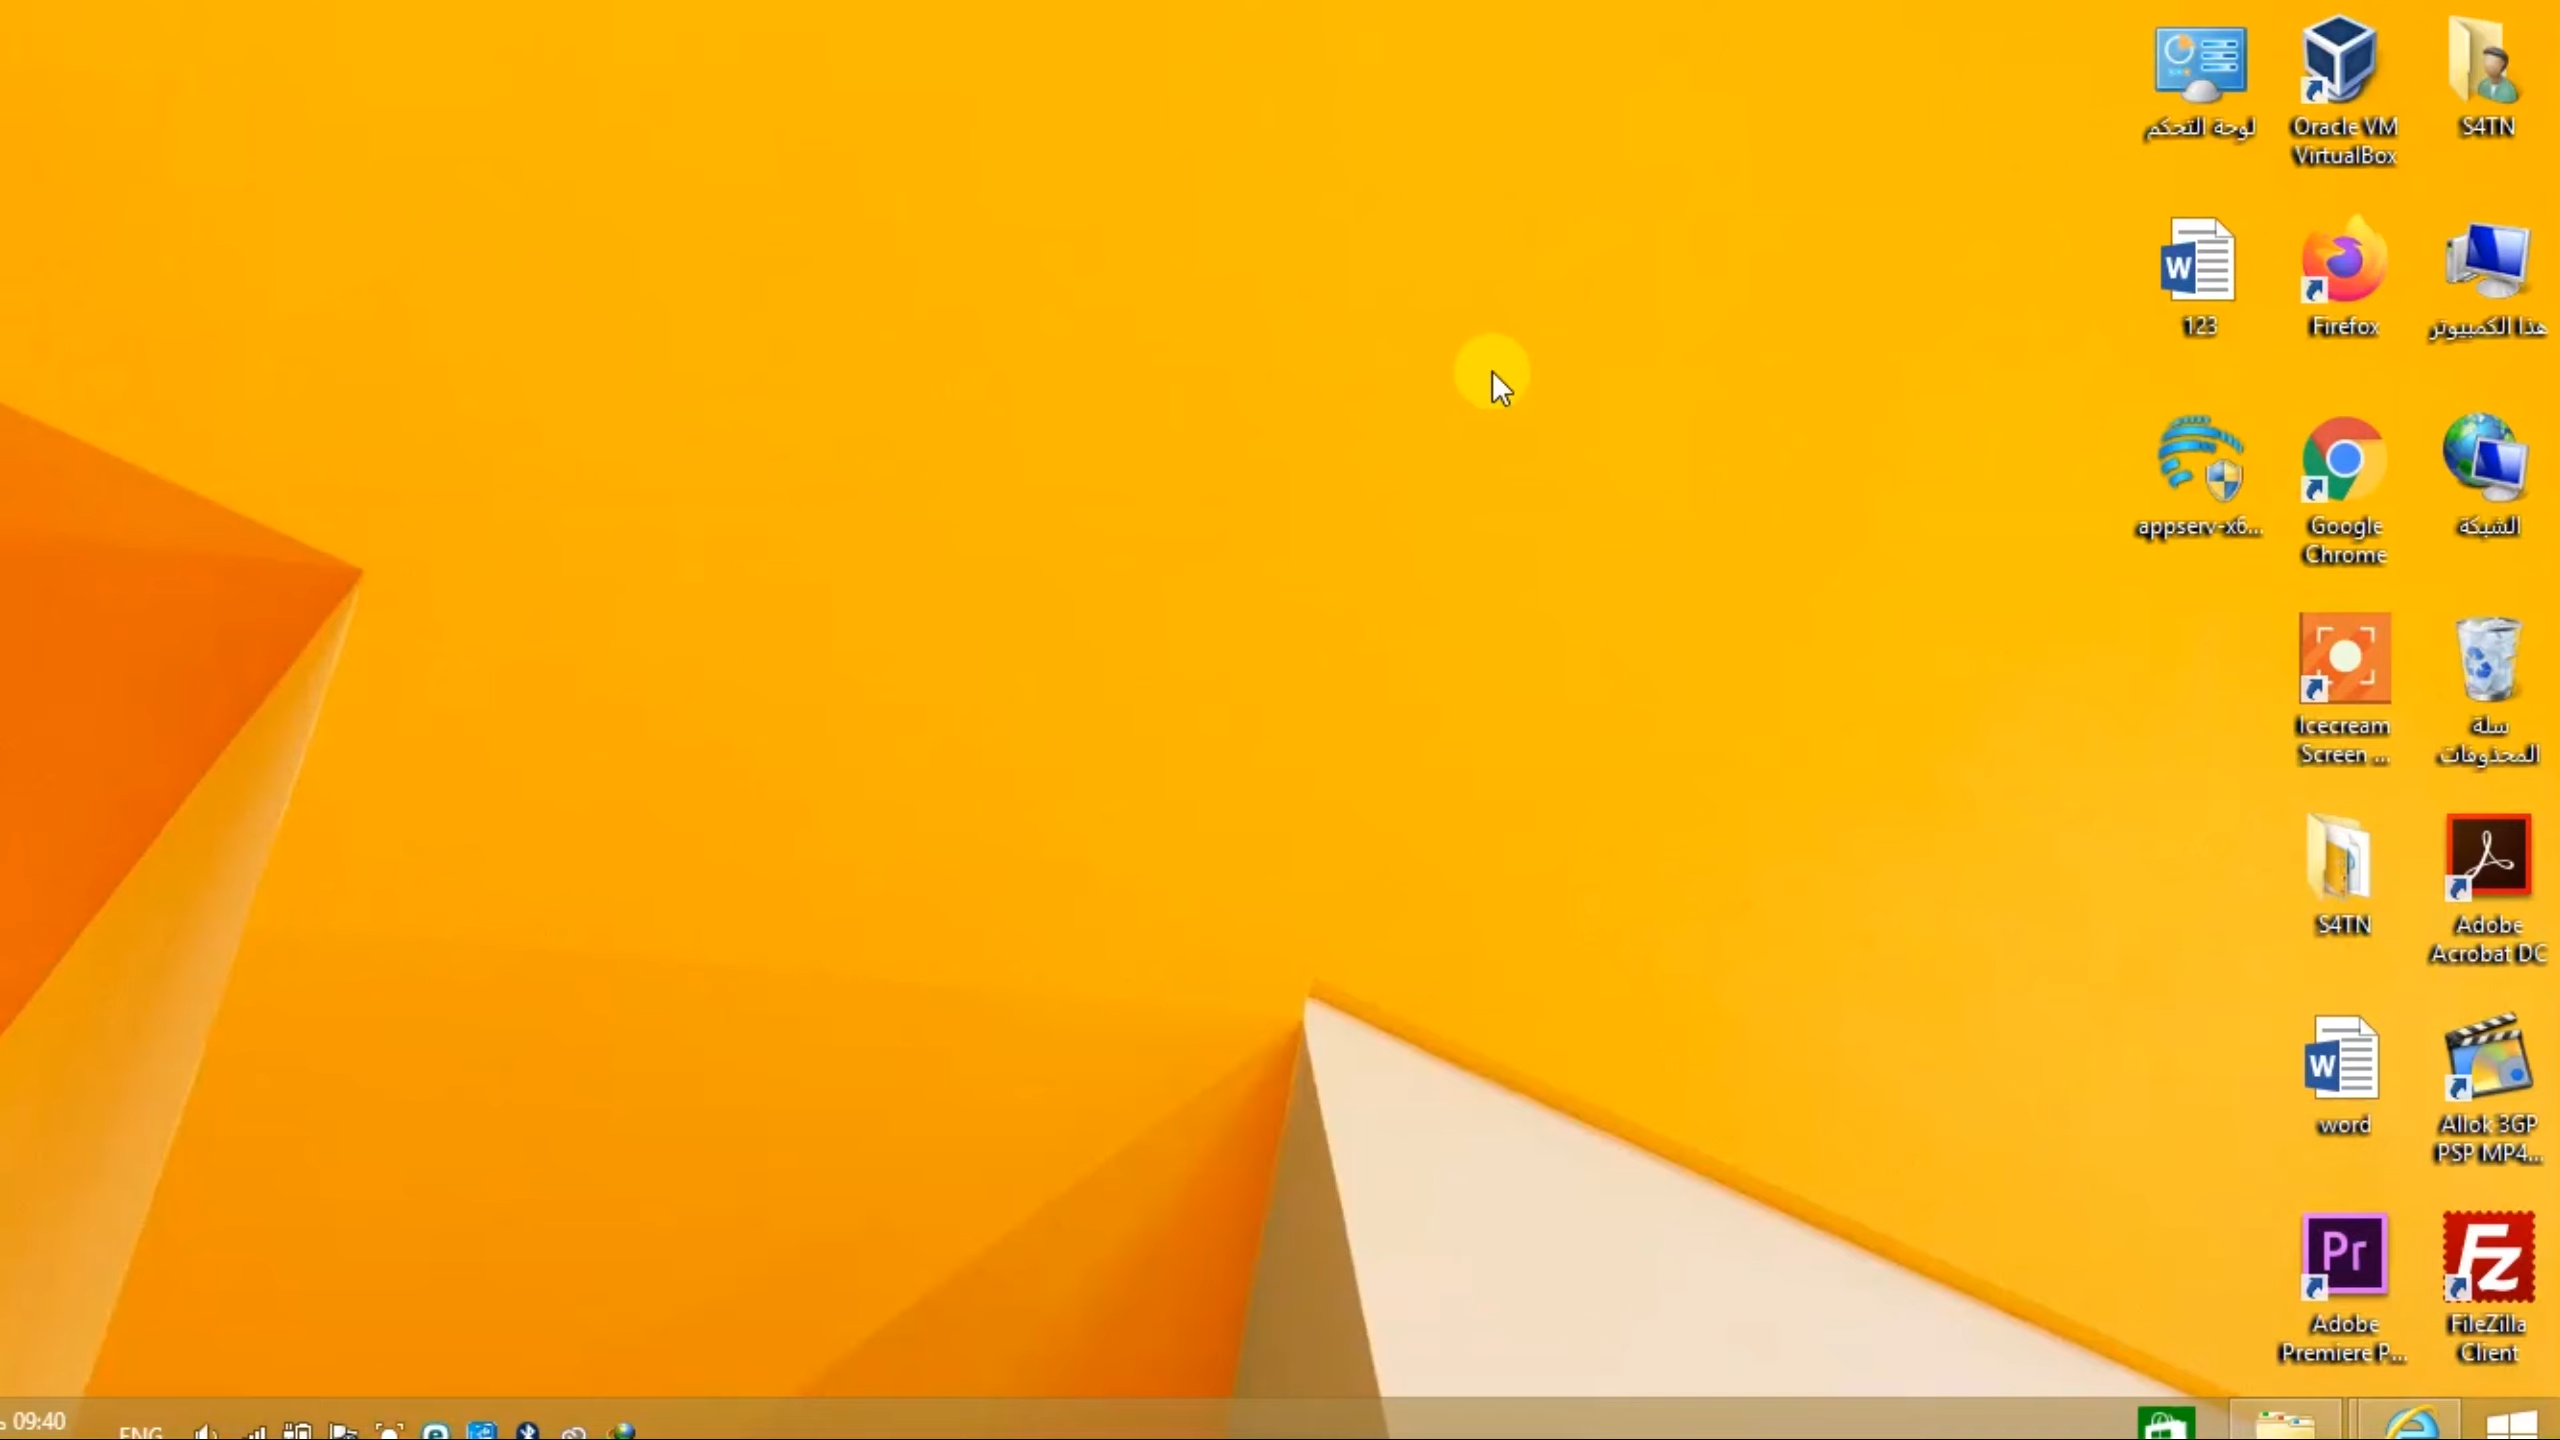 S4TN
هذا الكمبيوتر
الشبكة
سلة
المحذوفات
Adobe
Acrobat DC
Allok 3GP
PSP MP4...
FileZilla
Client
Oracle VM
VirtualBox
Firefox
Google
Chrome
Icecream
Screen ...
S4TN
word
Adobe
Premiere P...
لوحة التحكم
123
appserv-x6...
ENG
09:40